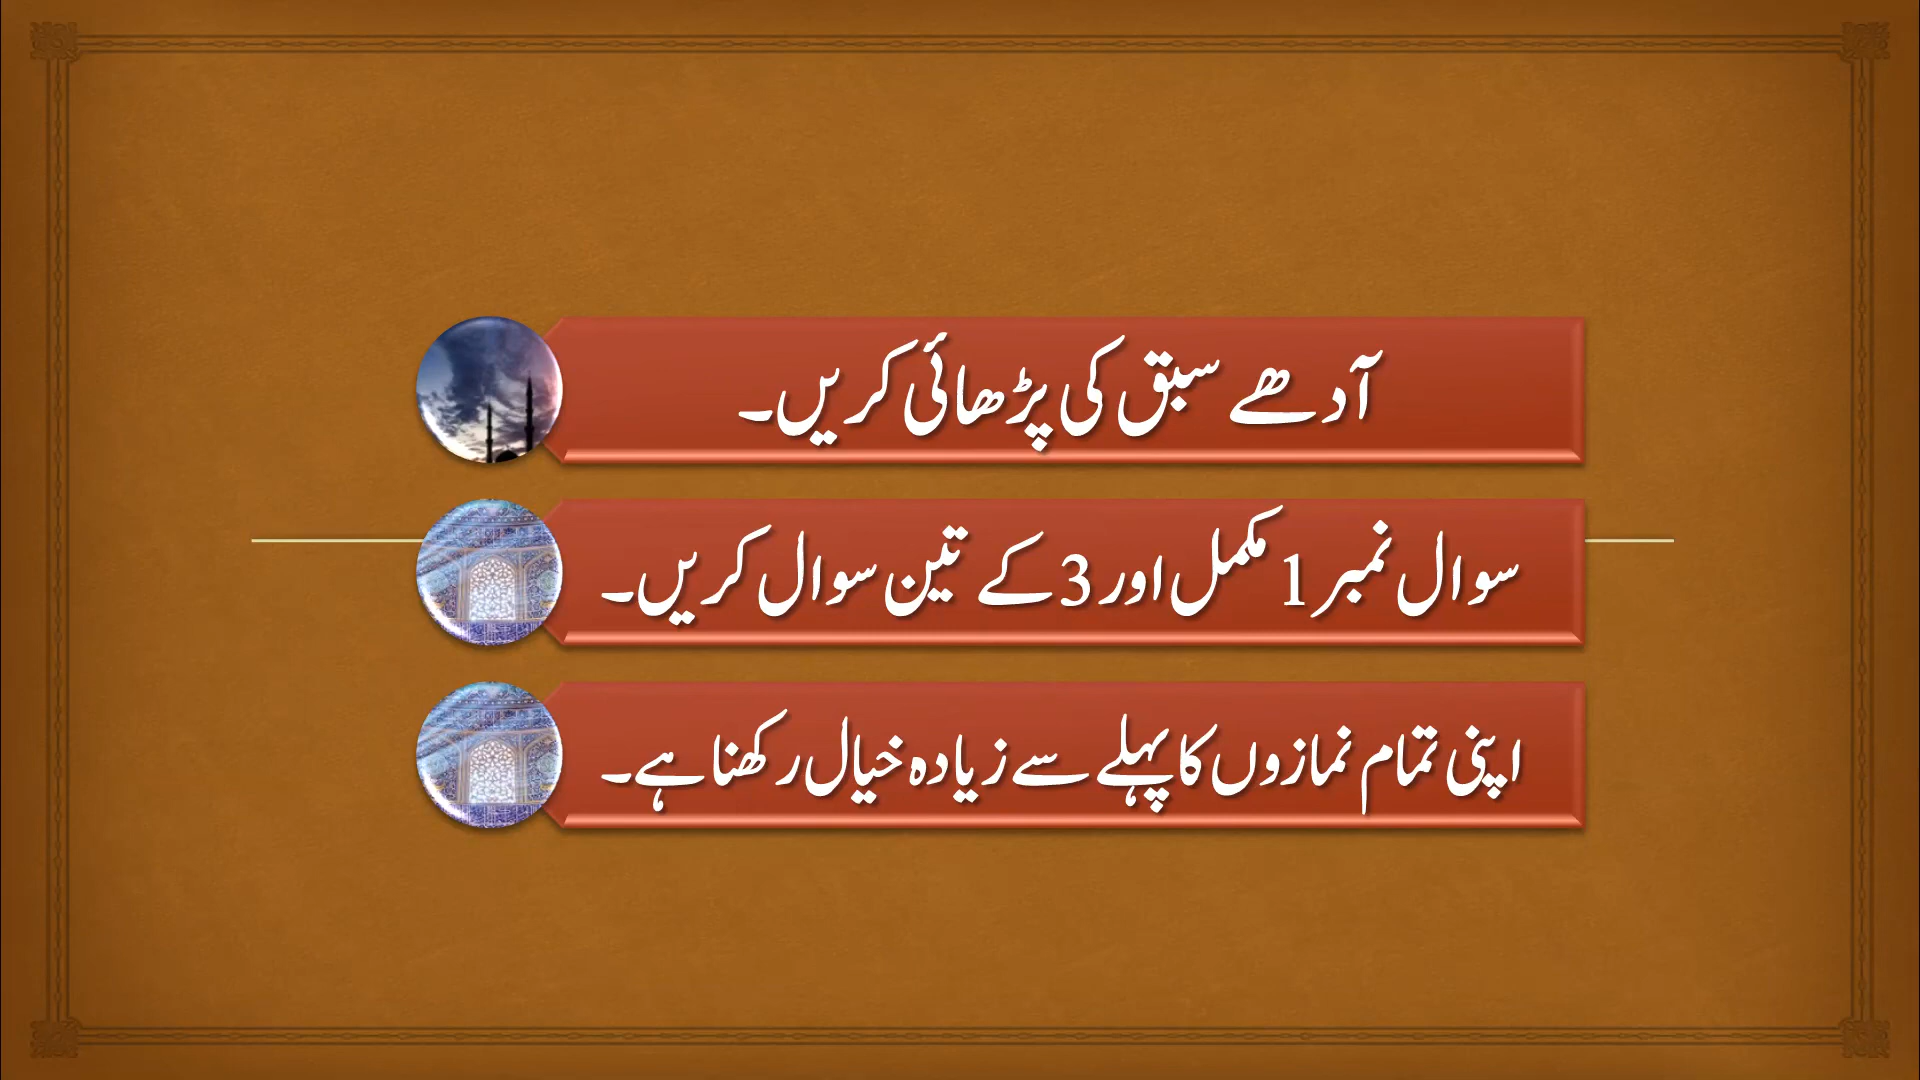 آدھے سبق کی پڑھائی کریں۔
سوال نمبر 1 مکمل اور 3 کے تین سوال کریں۔
اپنی تمام نمازوں کا پہلے سے زیادہ خیال رکھنا ہے۔